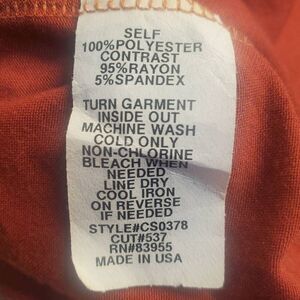 SELF
100%POLYESTER
CONTRAST
95%RAYON
5%SPANDEX
TURN GARMENT
INSIDE OUT
MACHINE WASH
COLD ONLY
NON-CHLORINE
BLEACH WHEN
NEEDED
LINE DRY
COOL IRON
ON REVERSE
IF NEEDED
STYLE#CS0378
CUT#537
RN#83955
MADE IN USA